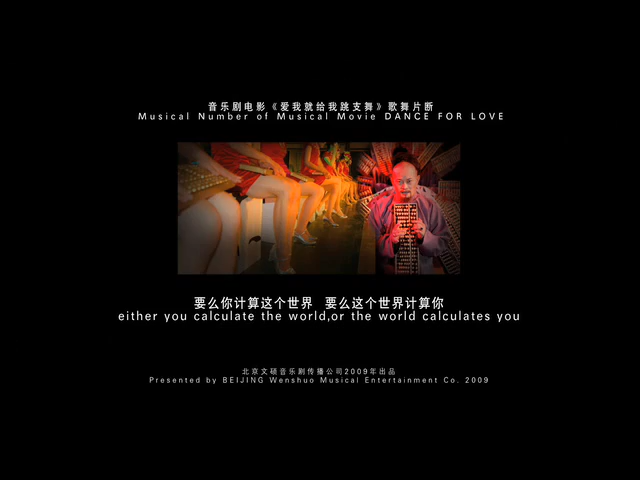 音乐剧电影《爱我就给我跳支舞》歌舞片断
Musical Number of Musical Movie DANCE FOR LOVE
要么你计算这个世界 要么这个世界计算你
either you calculate the world,or the world calculates you
北京文硕音乐剧传播公司2009年出品
Presented by BEIJING Wenshuo Musical Entertainment Co. 2009